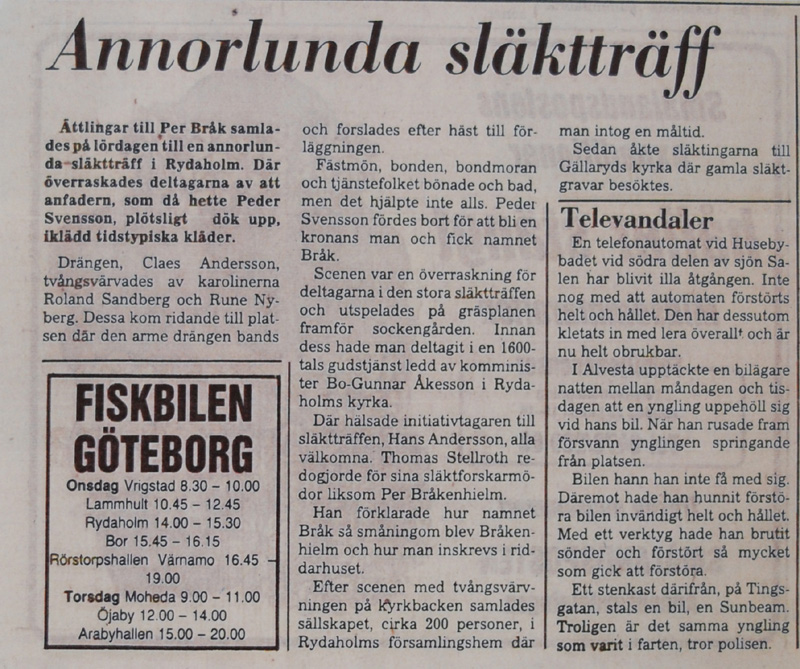 Annorlunda släktträff
Ättlingar till Per Bråk samla-
des på lördagen till en annorlun-
da släktträff i Rydaholm. Där
överraskades deltagarna av att
anfadern, som då hette Peder
Svensson, plötsligt dök upp,
iklädd tidstypiska kläder.
Drängen, Claes Andersson,
tvångsvärvades av karolinerna
Roland Sandberg och Rune Ny-
berg. Dessa kom ridande till plat-
sen där den arme drängen bands
och forslades efter häst till för-
läggningen.
Fästmön, bonden, bondmoran
och tjänstefolket bönade och bad,
men det hjälpte inte alls. Peder
Svensson fördes bort för att bli en
kronans man och fick namnet
Bråk.
Scenen var en överraskning för
deltagarna i den stora släktträffen
och utspelades på gräsplanen
framför sockengården. Innan
dess hade man deltagit i en 1600-
tals gudstjänst ledd av komminis-
ter Bo-Gunnar Åkesson i Ryda-
holms kyrka.
Där hälsade initiativtagaren till
släktträffen, Hans Andersson, alla
välkomna. Thomas Stellroth re-
dogjorde för sina släktforskarmö-
dor liksom Per Bråkenhielm.
Han förklarade hur namnet
Bråk så småningom blev Bråken-
hielm och hur man inskrevs i rid-
darhuset.
Efter scenen med tvångsvärv-
ningen på kyrkbacken samlades
sällskapet, cirka 200 personer, i
Rydaholms församlingshem där
man intog en måltid.
Sedan åkte släktingarna till
Gällaryds kyrka där gamla släkt-
gravar besöktes.
FISKBILEN
GÖTEBORG
Onsdag Vrigstad 8.30 – 10.00
Lammhult 10.45 – 12.45
Rydaholm 14.00 – 15.30
Bor 15.45 – 16.15
Rörstorpshallen Värnamo 16.45 –
19.00
Torsdag Moheda 9.00 – 11.00
Öjaby 12.00 – 14.00
Arabyhallen 15.00 – 20.00
Televandaler
En telefonautomat vid Huseby-
badet vid södra delen av sjön Sa-
len har blivit illa åtgången. Inte
nog med att automaten förstörts
helt och hållet. Den har dessutom
kletats in med lera överallt och är
nu helt obrukbar.
I Alvesta upptäckte en bilägare
natten mellan måndagen och tis-
dagen att en yngling uppehöll sig
vid hans bil. När han rusade fram
försvann ynglingen springande
från platsen.
Bilen hann han inte få med sig.
Däremot hade han hunnit förstö-
ra bilen invändigt helt och hållet.
Med ett verktyg hade han brutit
sönder och förstört så mycket
som gick att förstöra.
Ett stenkast därifrån, på Tings-
gatan, stals en bil, en Sunbeam.
Troligen är det samma yngling
som varit i farten, tror polisen.